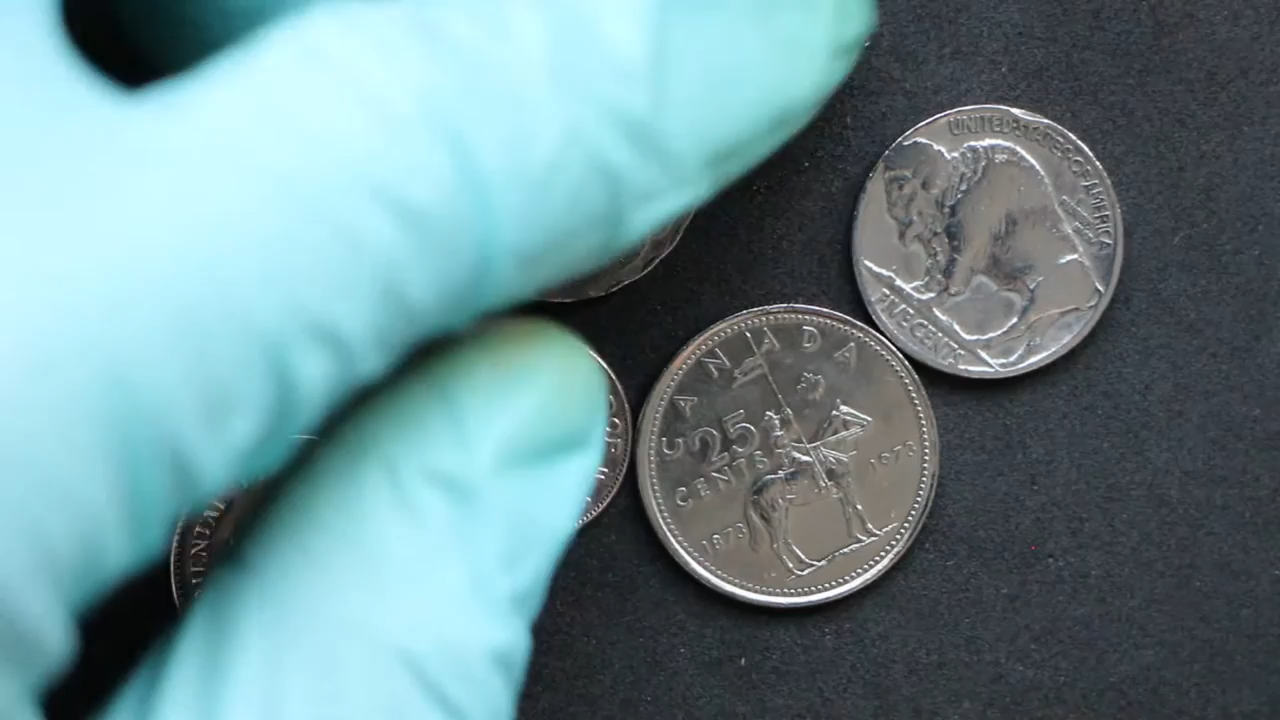 UNITED STATES OF AMERICA
FIVE CENTS
CANADA
25
CENTS
1873
1973